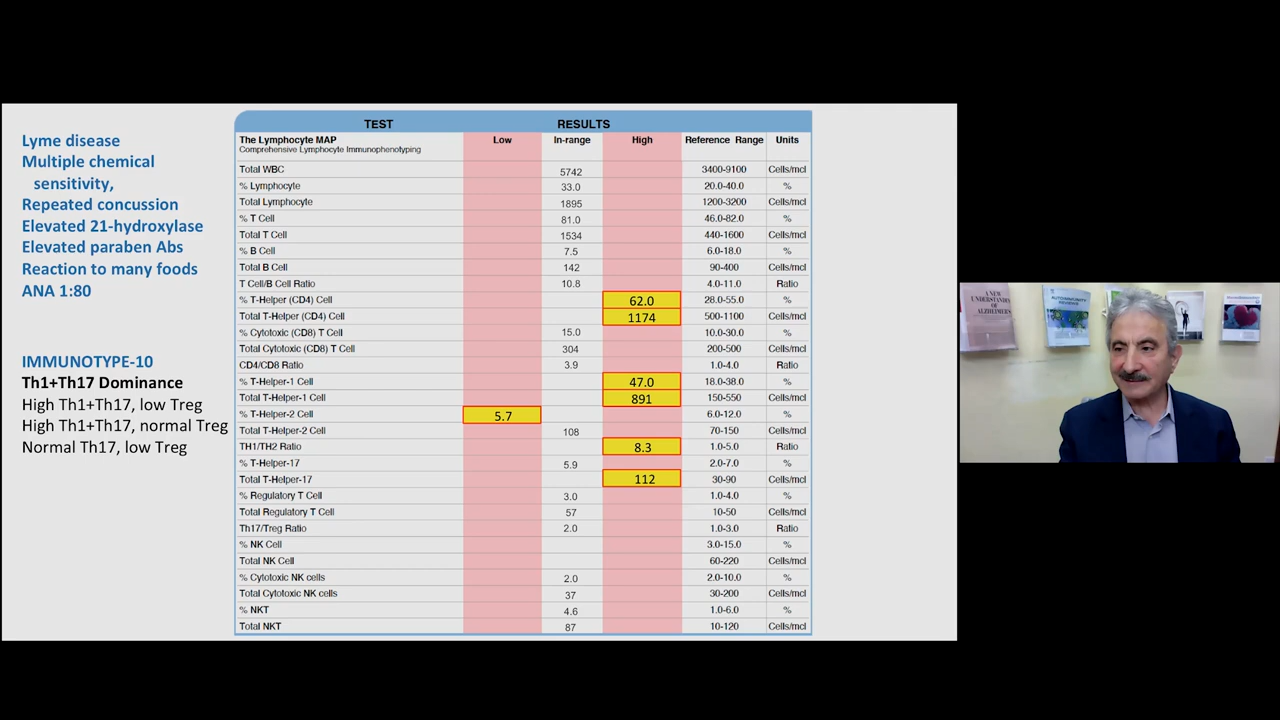 Lyme disease
Multiple chemical
sensitivity,
Repeated concussion
Elevated 21-hydroxylase
Elevated paraben Abs
Reaction to many foods
ANA 1:80
IMMUNOTYPE-10
Th1+Th17 Dominance
High Th1+Th17, low Treg
High Th1+Th17, normal Treg
Normal Th17, low Treg
TEST RESULTS
The Lymphocyte MAP Low In-range High Reference Range Units
Comprehensive Lymphocyte Immunophenotyping
Total WBC 5742 3400-9100 Cells/mcl
% Lymphocyte 33.0 20.0-40.0 %
Total Lymphocyte 1895 1200-3200 Cells/mcl
% T Cell 81.0 46.0-82.0 %
Total T Cell 1534 440-1600 Cells/mcl
% B Cell 7.5 6.0-18.0 %
Total B Cell 142 90-400 Cells/mcl
T Cell/B Cell Ratio 10.8 4.0-11.0 Ratio
% T-Helper (CD4) Cell 62.0 28.0-55.0 %
Total T-Helper (CD4) Cell 1174 500-1100 Cells/mcl
% Cytotoxic (CD8) T Cell 15.0 10.0-30.0 %
Total Cytotoxic (CD8) T Cell 304 200-500 Cells/mcl
CD4/CD8 Ratio 3.9 1.0-4.0 Ratio
% T-Helper-1 Cell 47.0 18.0-38.0 %
Total T-Helper-1 Cell 891 150-550 Cells/mcl
% T-Helper-2 Cell 5.7 6.0-12.0 %
Total T-Helper-2 Cell 108 70-150 Cells/mcl
TH1/TH2 Ratio 8.3 1.0-5.0 Ratio
% T-Helper-17 5.9 2.0-7.0 %
Total T-Helper-17 112 30-90 Cells/mcl
% Regulatory T Cell 3.0 1.0-4.0 %
Total Regulatory T Cell 57 10-50 Cells/mcl
Th17/Treg Ratio 2.0 1.0-3.0 Ratio
% NK Cell 3.0-15.0 %
Total NK Cell 60-220 Cells/mcl
% Cytotoxic NK cells 2.0 2.0-10.0 %
Total Cytotoxic NK cells 37 30-200 Cells/mcl
% NKT 4.6 1.0-6.0 %
Total NKT 87 10-120 Cells/mcl
A NEW
UNDERSTANDING
OF
ALZHEIMER'S
AUTOIMMUNITY
REVIEWS